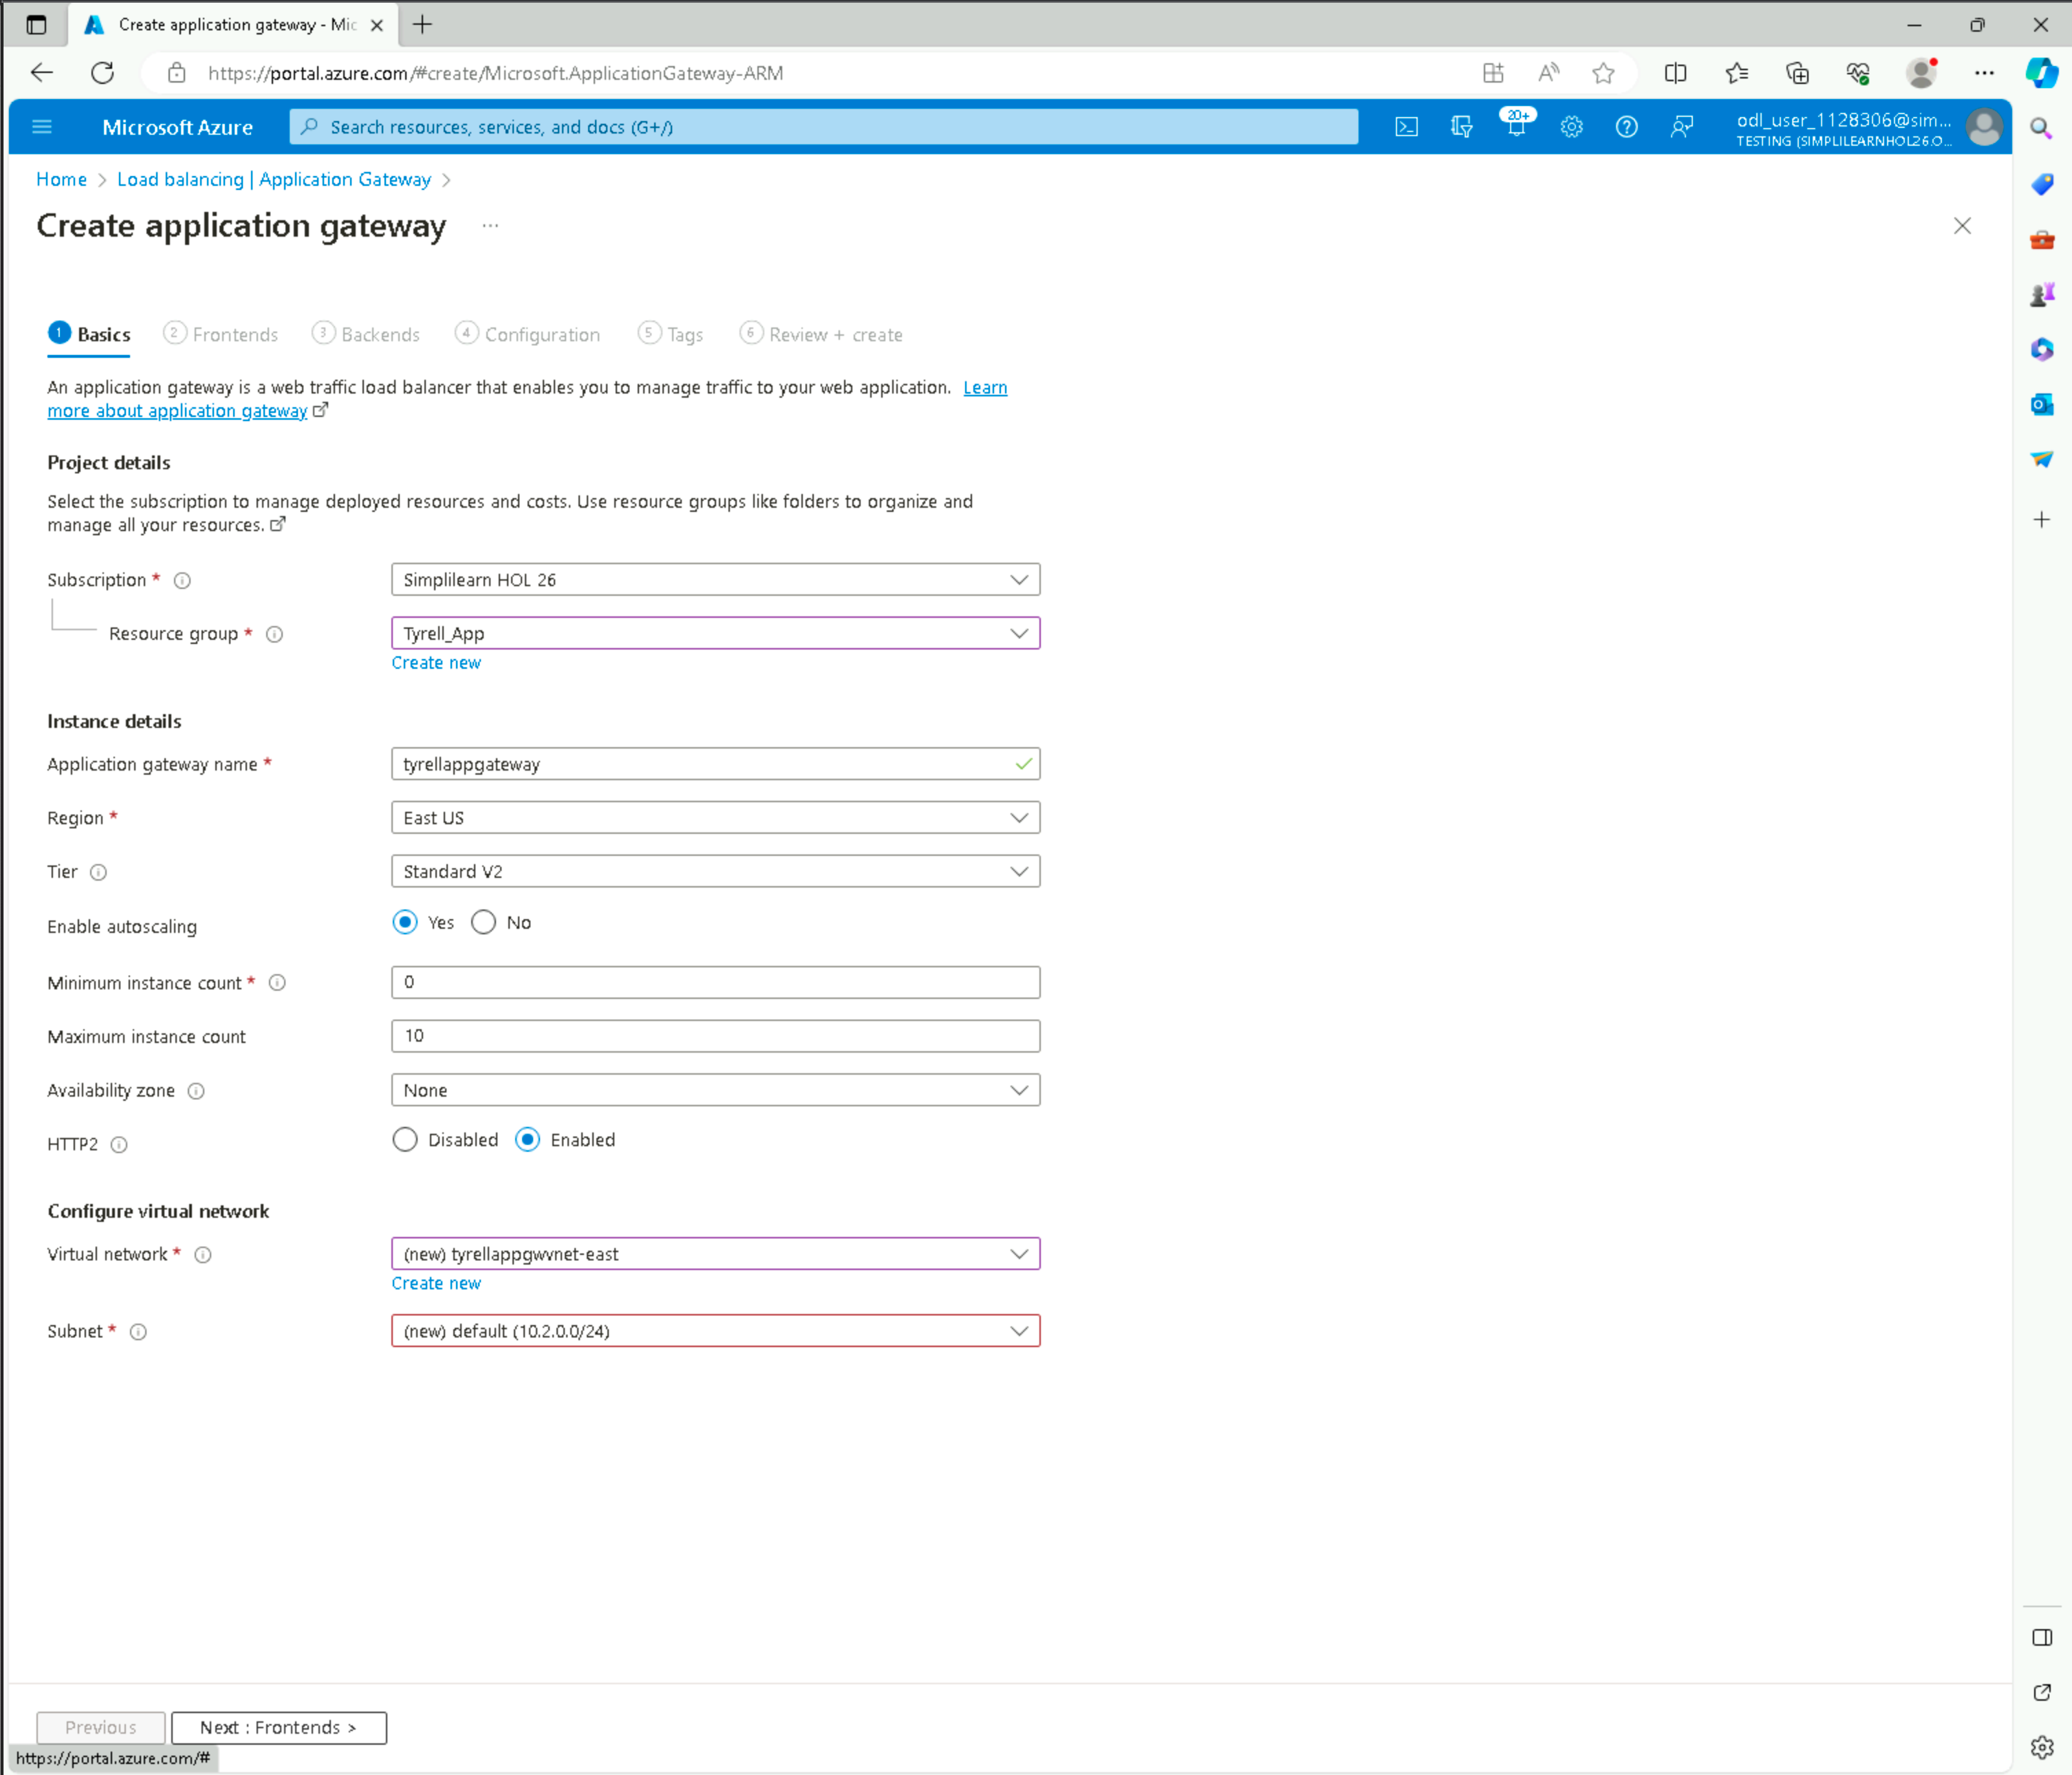 Create application gateway - Mic
https://portal.azure.com/#create/Microsoft.ApplicationGateway-ARM
Microsoft Azure
Search resources, services, and docs (G+/)
20+
odl_user_1128306@sim...
TESTING (SIMPLILEARNHOL26.O...
Home > Load balancing | Application Gateway >
Create application gateway ...
1 Basics 2 Frontends 3 Backends 4 Configuration 5 Tags 6 Review + create
An application gateway is a web traffic load balancer that enables you to manage traffic to your web application. Learn
more about application gateway
Project details
Select the subscription to manage deployed resources and costs. Use resource groups like folders to organize and
manage all your resources.
Subscription *
Simplilearn HOL 26
Resource group *
Tyrell_App
Create new
Instance details
Application gateway name *
tyrellappgateway
Region *
East US
Tier
Standard V2
Enable autoscaling
Yes No
Minimum instance count *
0
Maximum instance count
10
Availability zone
None
HTTP2
Disabled Enabled
Configure virtual network
Virtual network *
(new) tyrellappgwvnet-east
Create new
Subnet *
(new) default (10.2.0.0/24)
Previous
Next : Frontends >
https://portal.azure.com/#